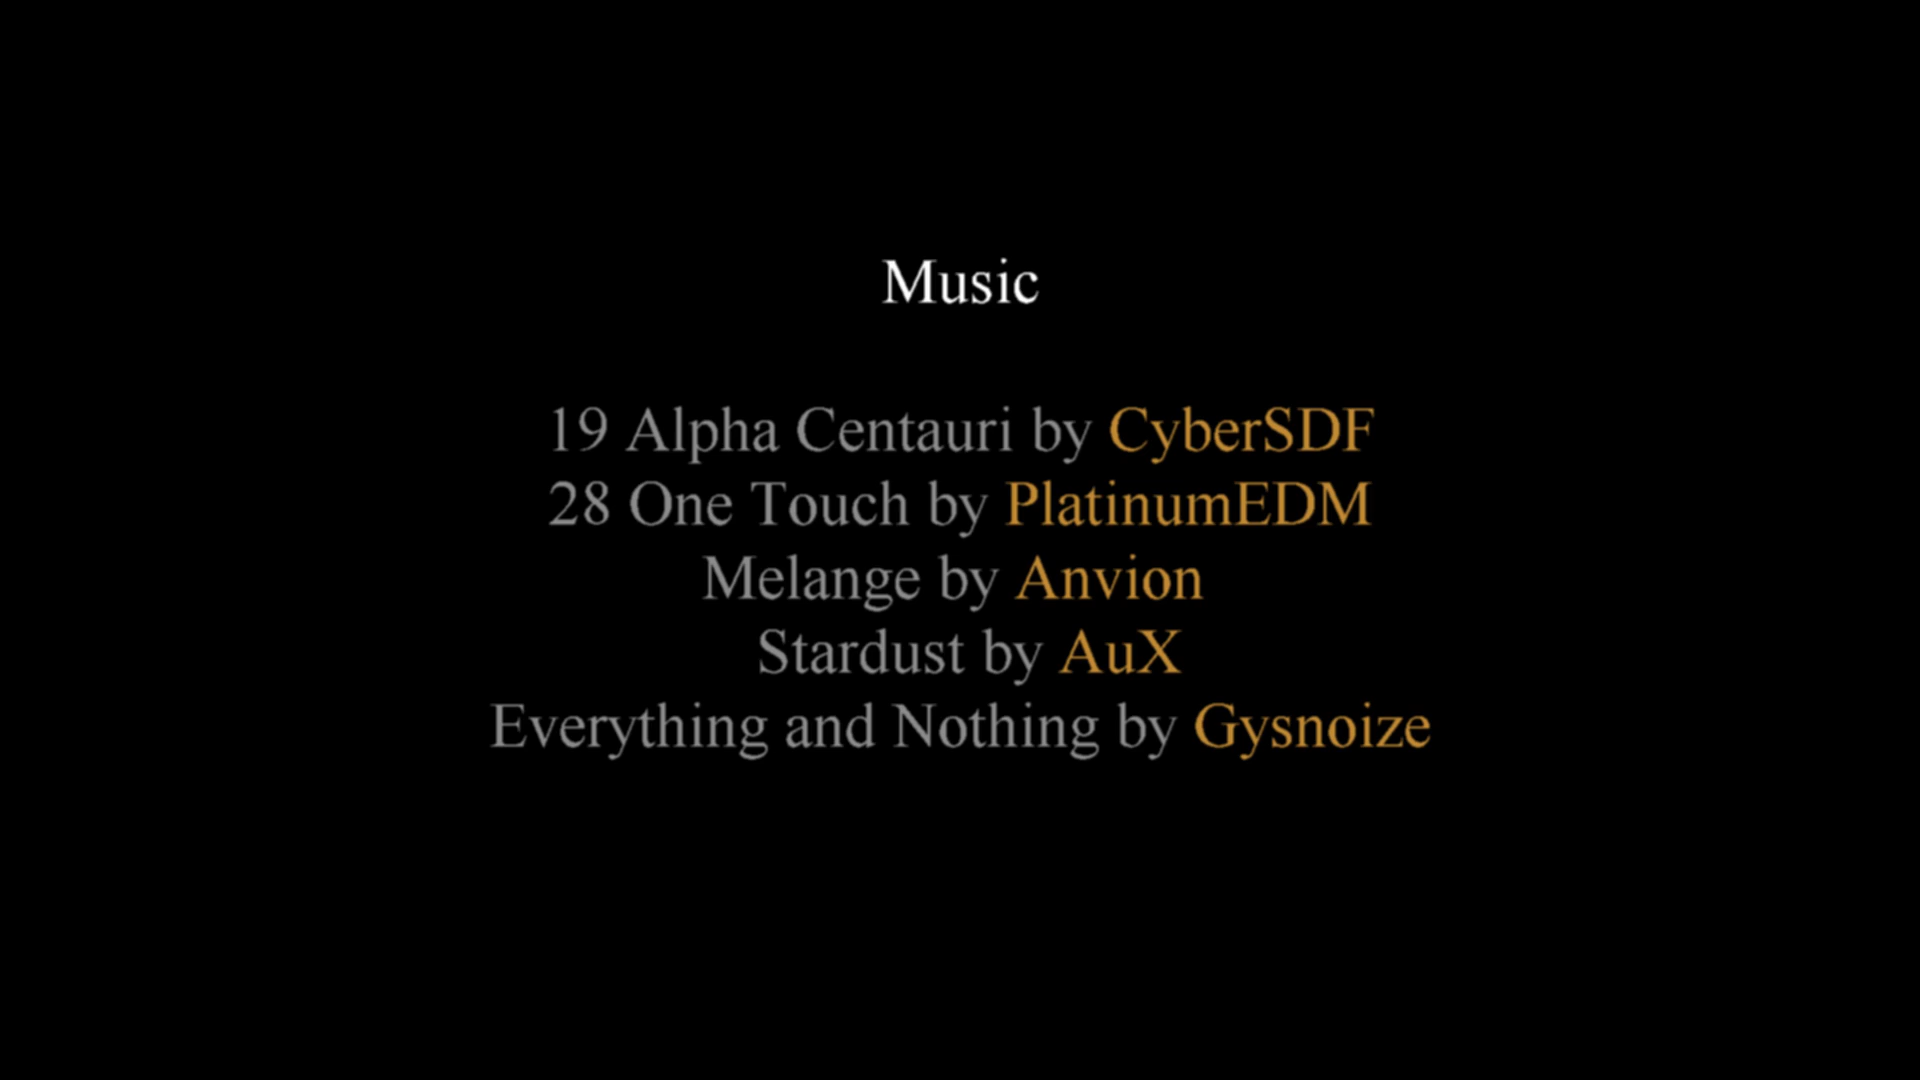 Music
19 Alpha Centauri by CyberSDF
28 One Touch by PlatinumEDM
Melange by Anvion
Stardust by AuX
Everything and Nothing by Gysnoize